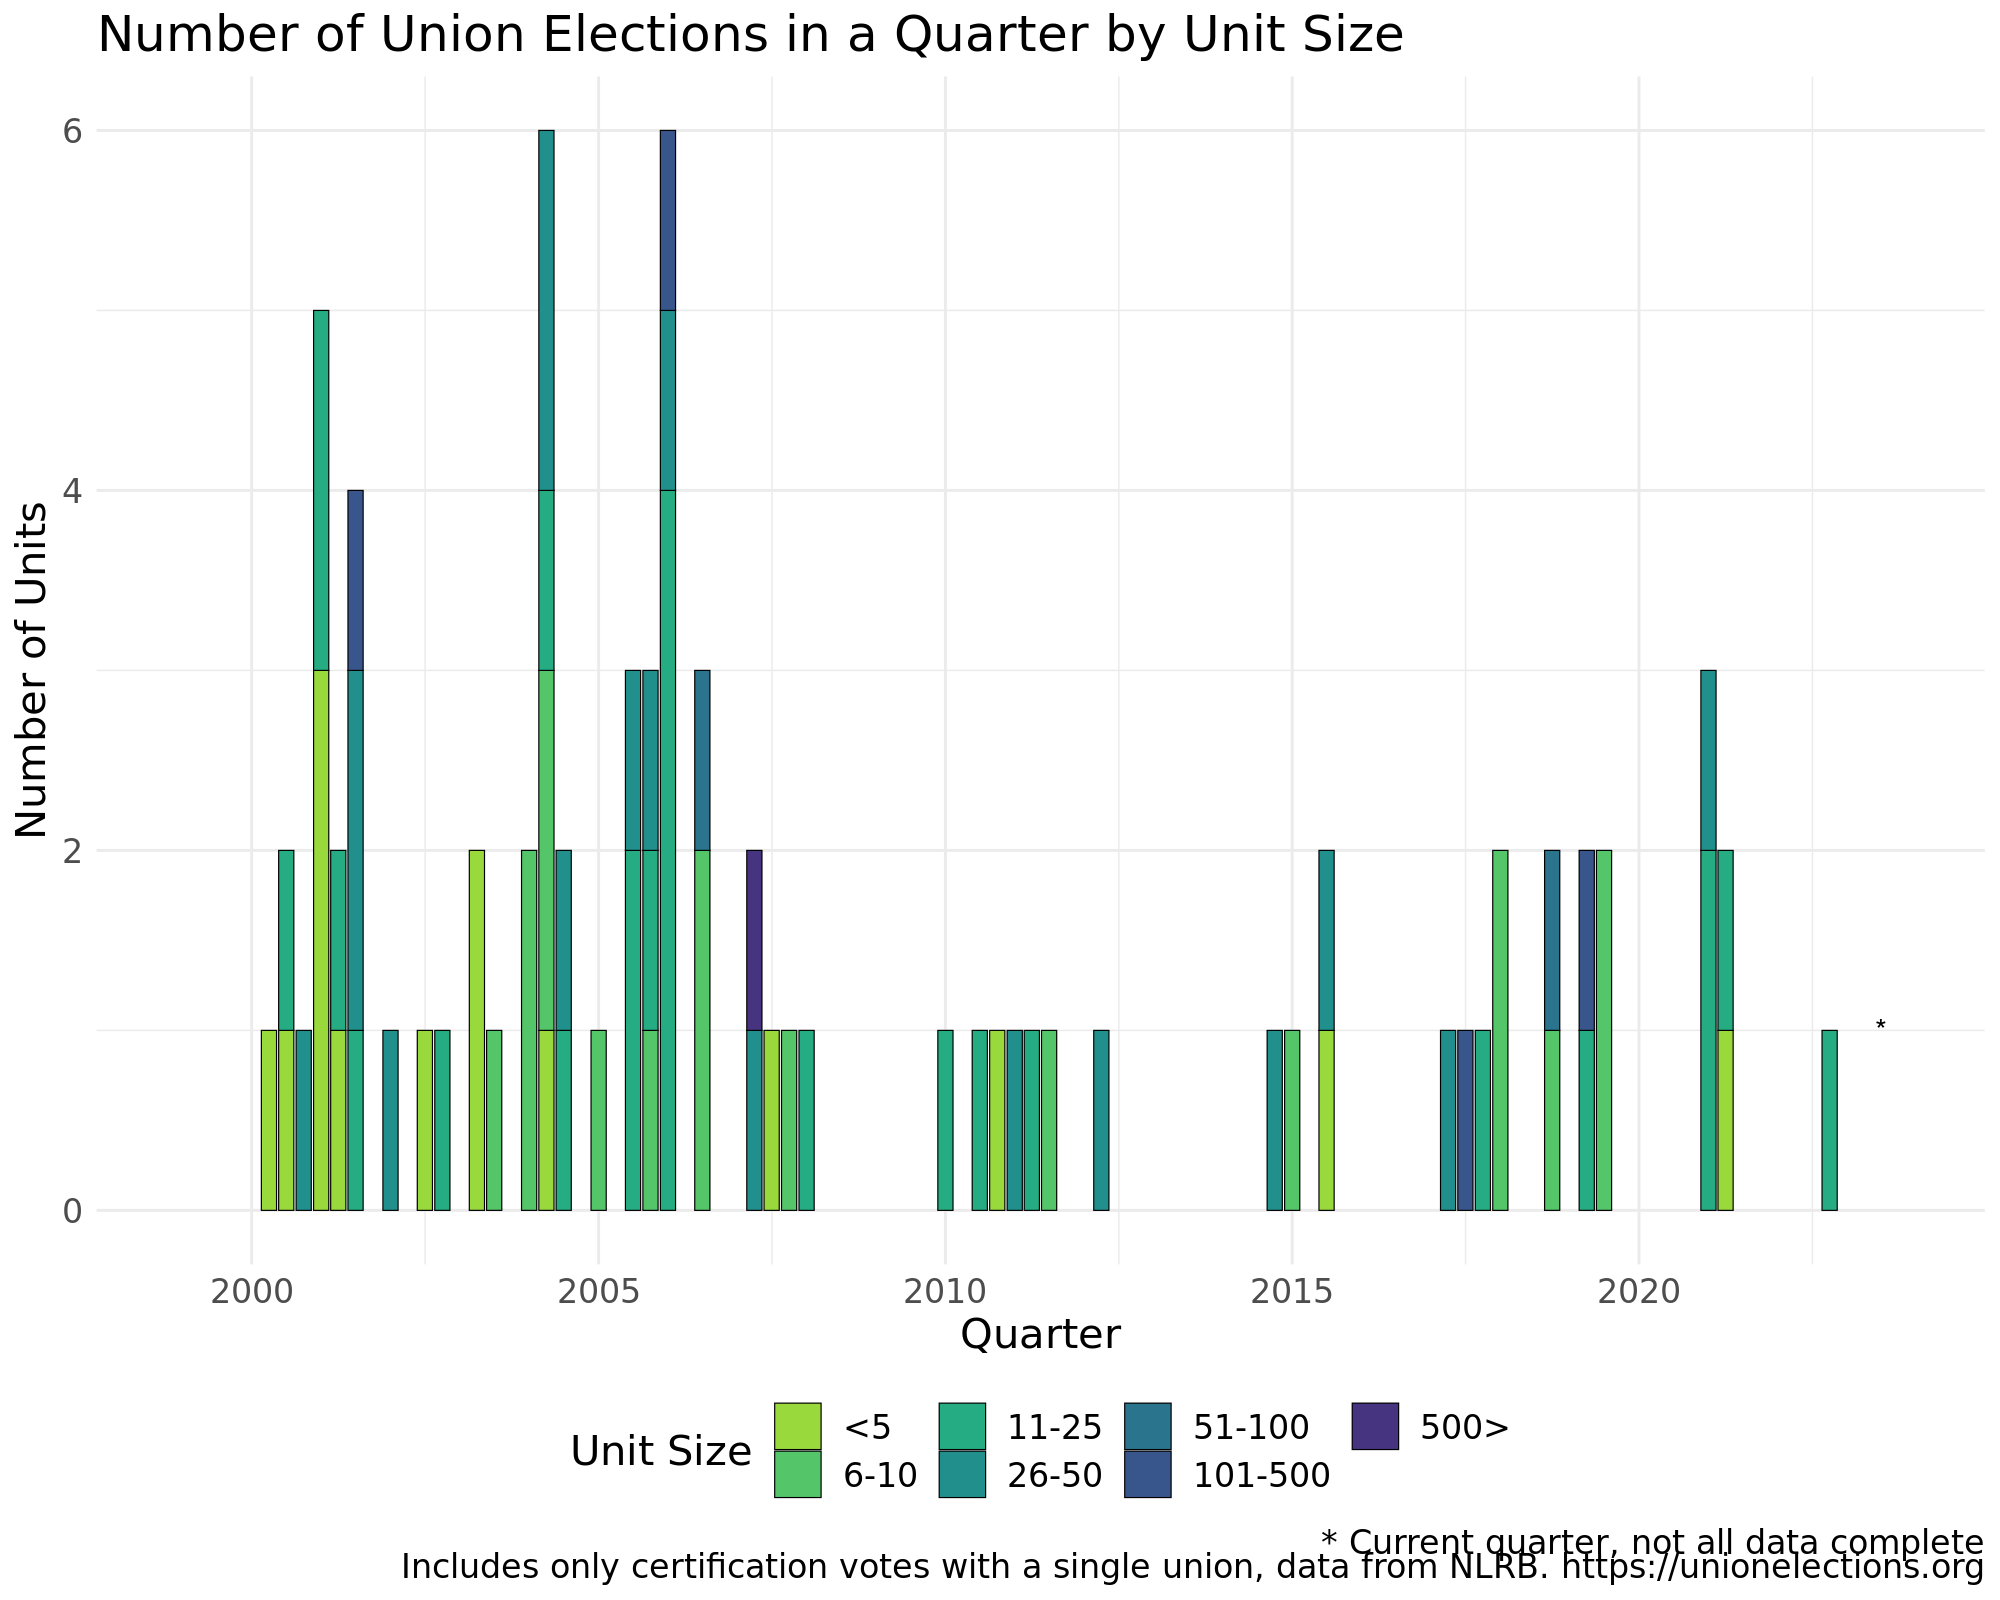 Number of Union Elections in a Quarter by Unit Size
Number of Units
6
4
2
0
*
2000 2005 2010 2015 2020
Quarter
Unit Size
<5 11-25 51-100 500>
6-10 26-50 101-500
* Current quarter, not all data complete
Includes only certification votes with a single union, data from NLRB. https://unionelections.org